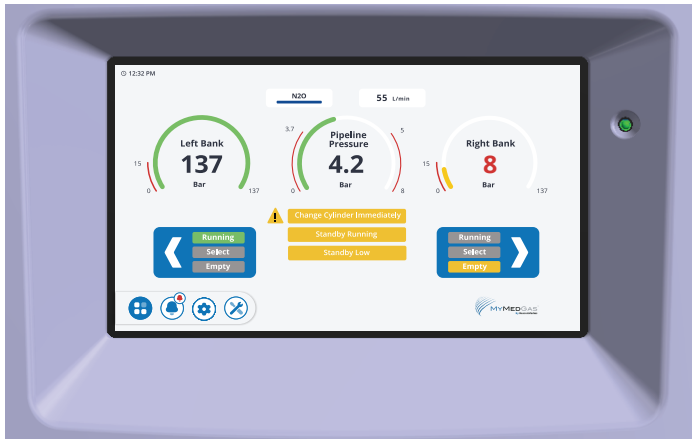 12:32 PM
N2O
55 L/min
Left Bank
137
Bar
15
0
137
Pipeline
Pressure
4.2
Bar
3.7
5
0
8
Right Bank
8
Bar
15
0
137
Change Cylinder Immediately
Standby Running
Standby Low
Running
Select
Empty
Running
Select
Empty
MYMEDGAS